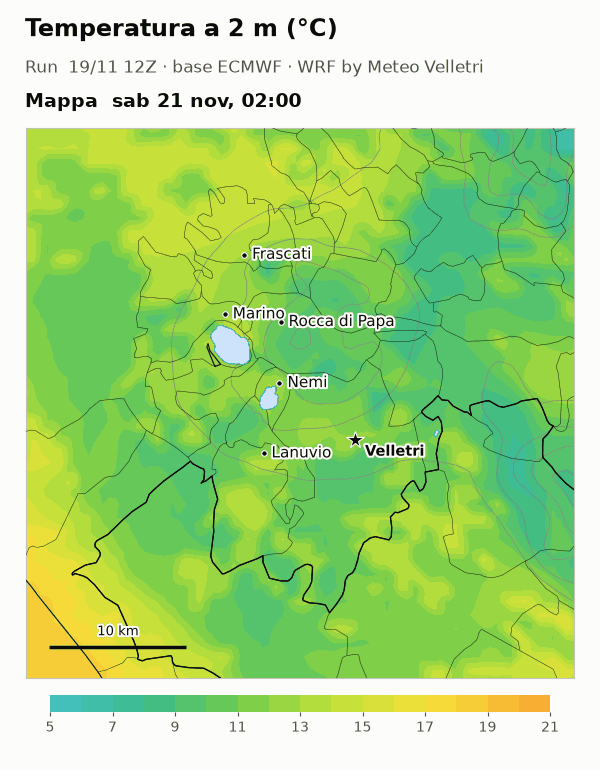 Temperatura a 2 m (°C)
Run  19/11 12Z · base ECMWF · WRF by Meteo Velletri
Mappa  sab 21 nov, 02:00
Frascati
Marino
Rocca di Papa
Nemi
Velletri
Lanuvio
10 km
5 7 9 11 13 15 17 19 21